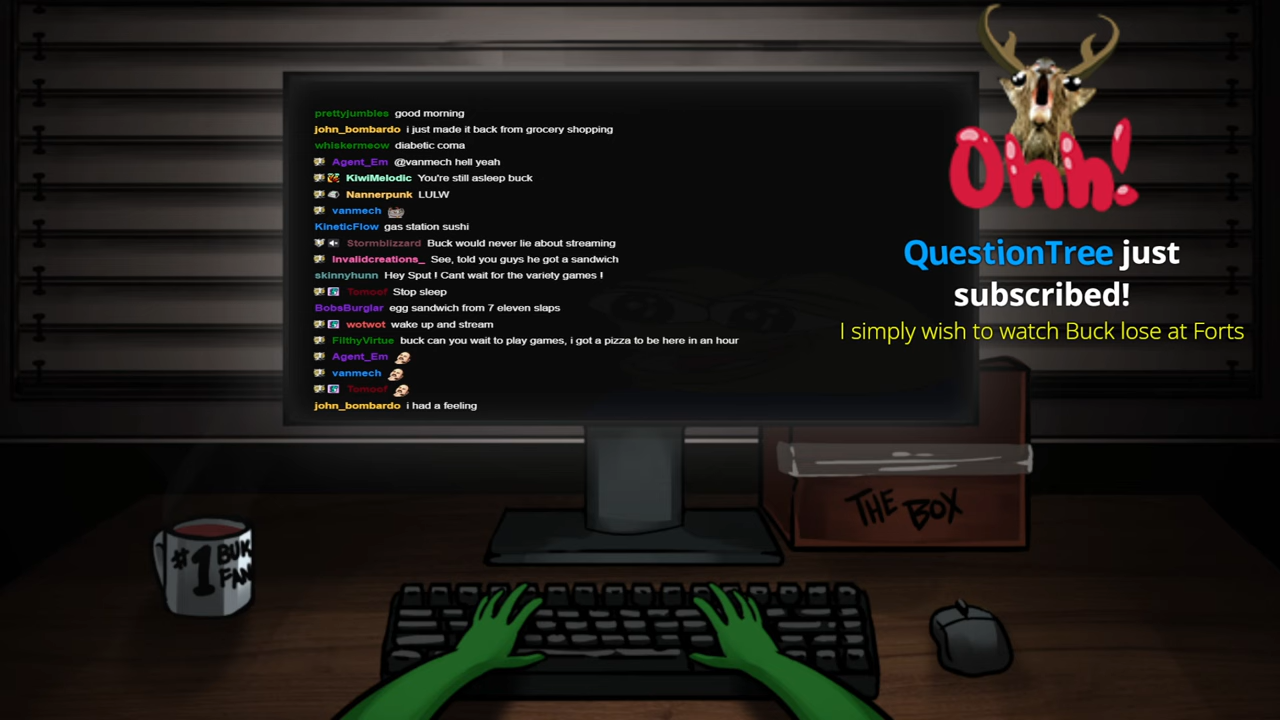 prettyjumbles good morning
john_bombardo i just made it back from grocery shopping
whiskermeow diabetic coma
Agent_Em @vanmech hell yeah
KiwiMelodic You're still asleep buck
Nannerpunk LULW
vanmech
KineticFlow gas station sushi
Stormblizzard Buck would never lie about streaming
Invalidcreations_ See, told you guys he got a sandwich
skinnyhunn Hey Sput ! Cant wait for the variety games !
Tomoof Stop sleep
BobsBurglar egg sandwich from 7 eleven slaps
wotwot wake up and stream
FilthyVirtue buck can you wait to play games, i got a pizza to be here in an hour
Agent_Em
vanmech
Tomoof
john_bombardo i had a feeling
Ohh!
QuestionTree just
subscribed!
I simply wish to watch Buck lose at Forts
THE BOX
#1 BUK
FAN